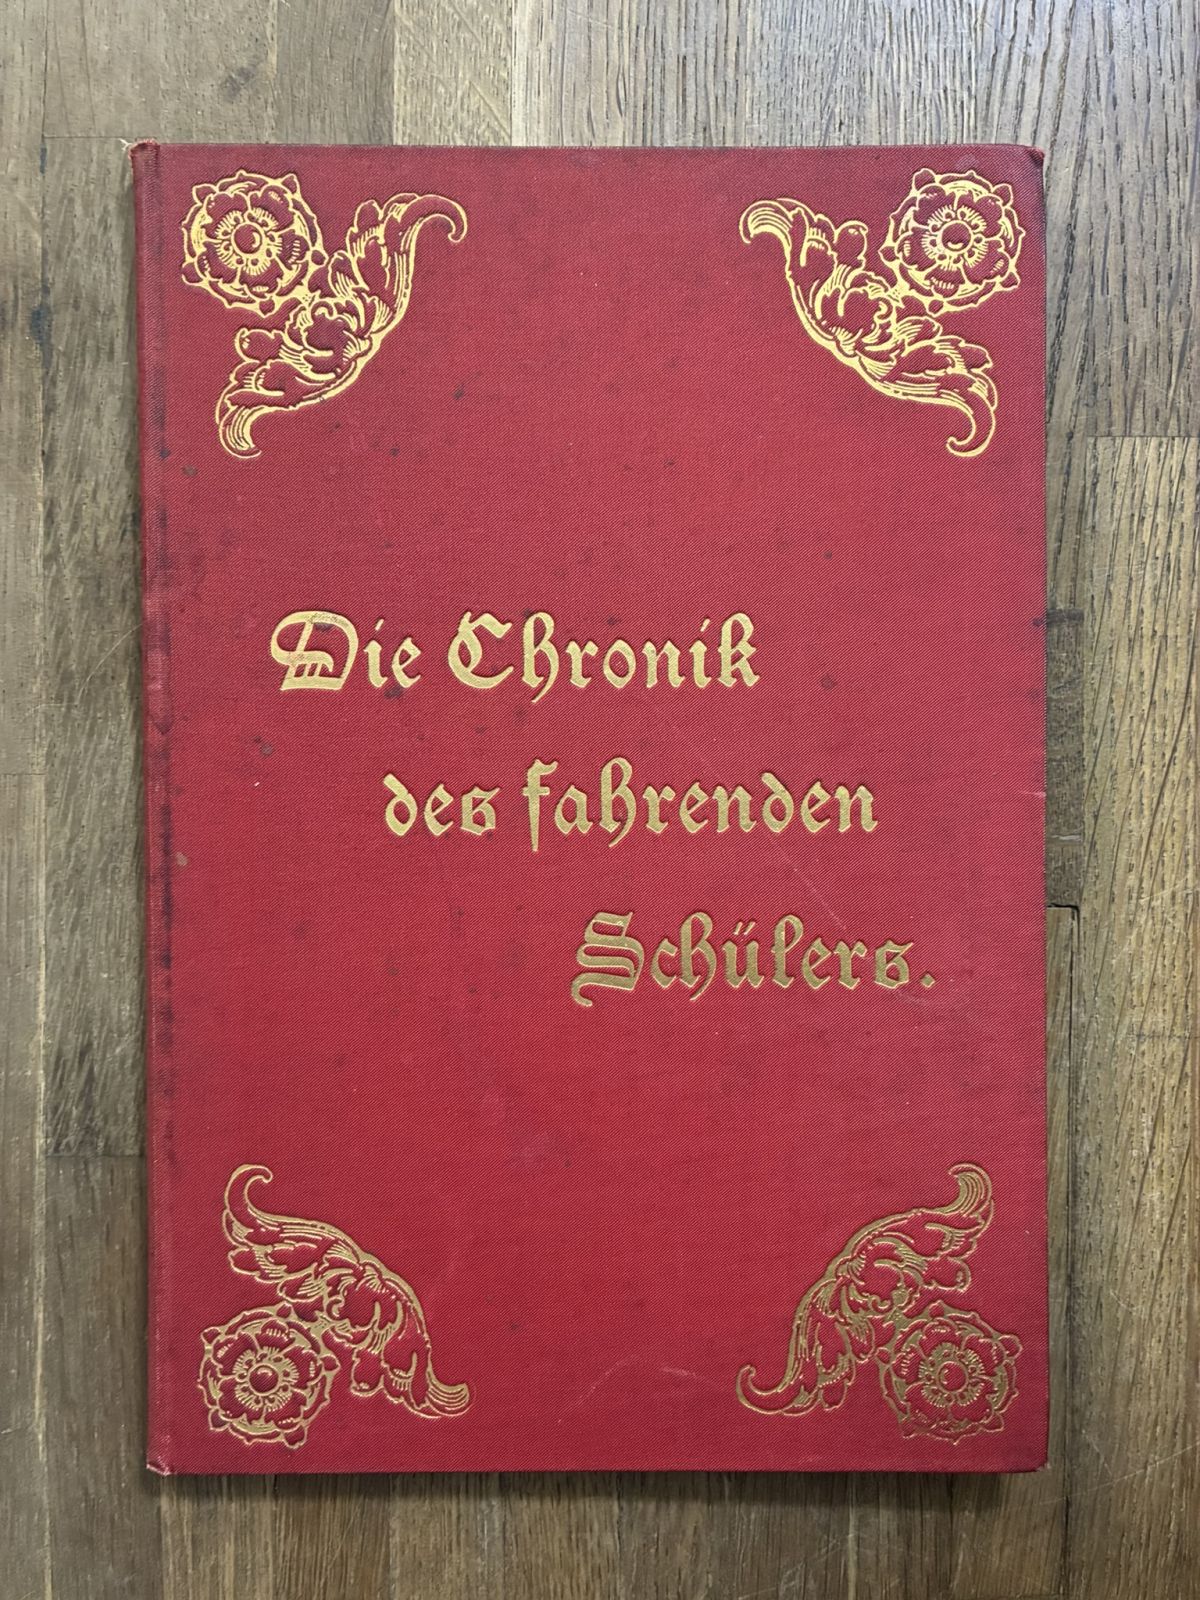 Die Chronik
des fahrenden
Schülers.